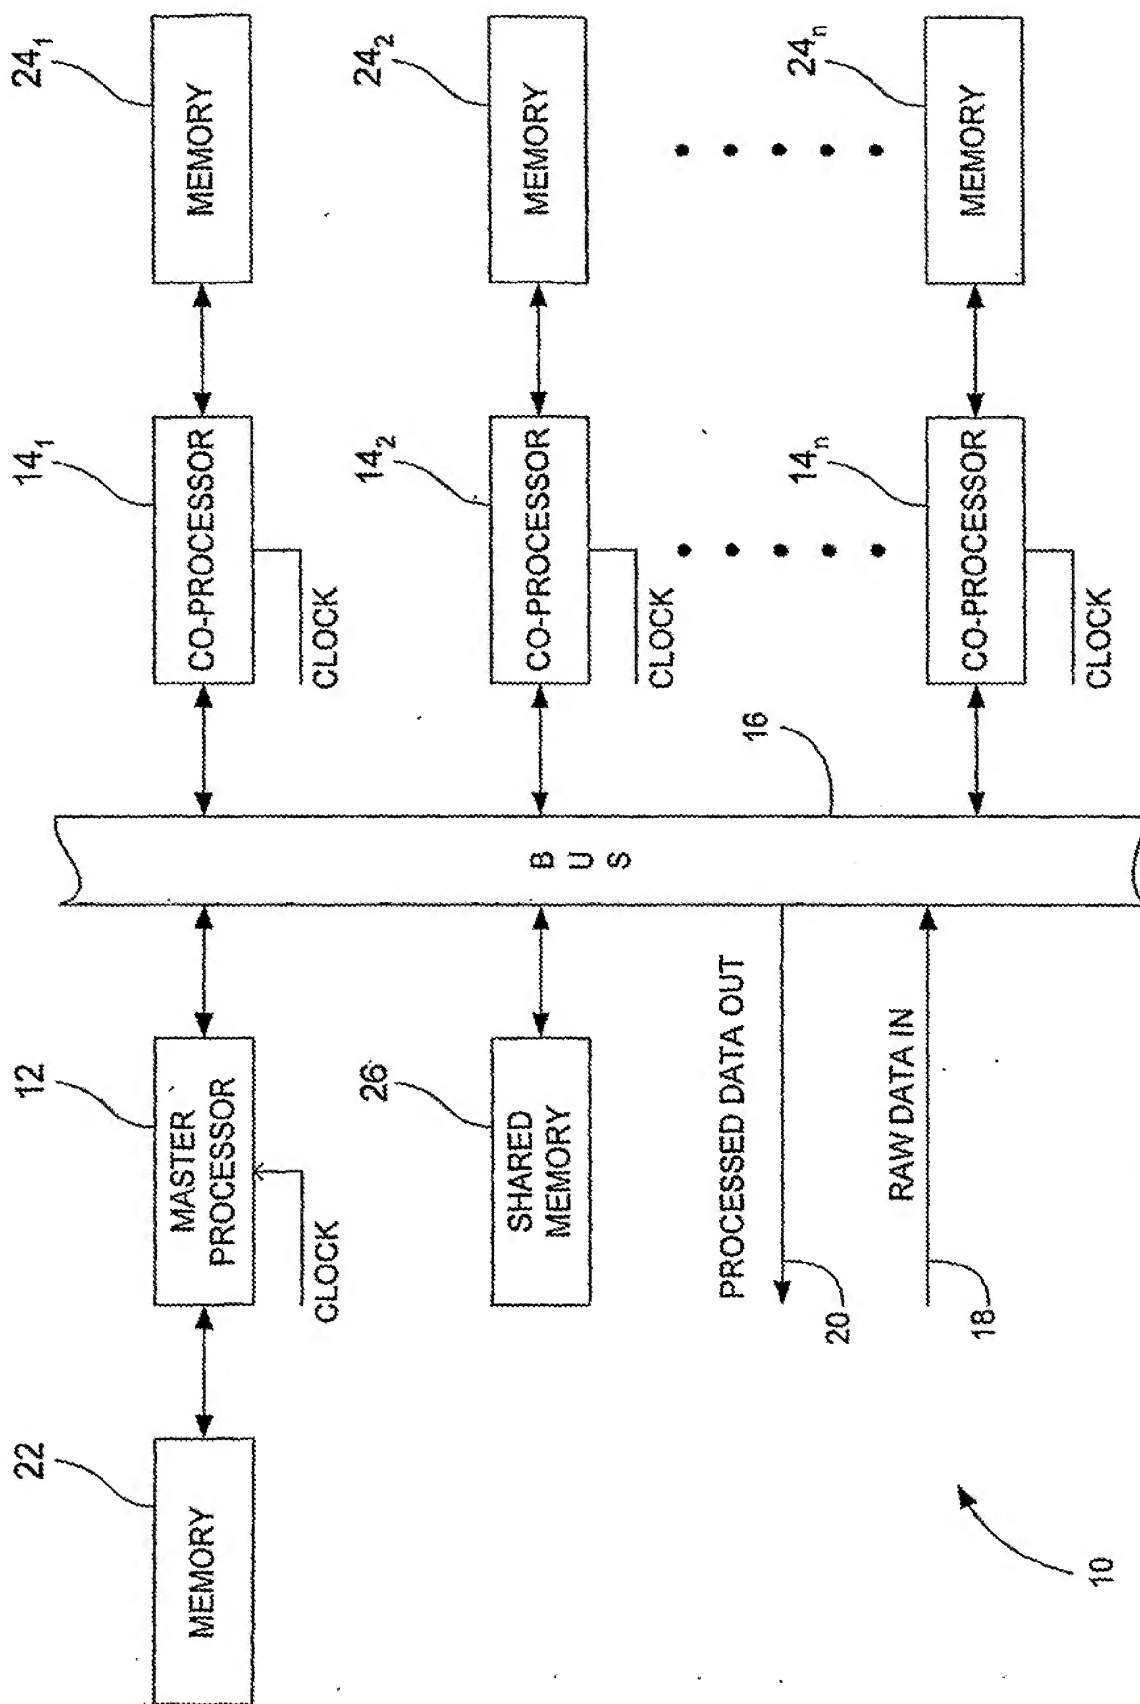 22
MEMORY
12
MASTER
PROCESSOR
CLOCK
14₁
CO-PROCESSOR
CLOCK
24₁
MEMORY
26
SHARED
MEMORY
BUS
16
14₂
CO-PROCESSOR
CLOCK
24₂
MEMORY
PROCESSED DATA OUT
20
RAW DATA IN
18
14ₙ
CO-PROCESSOR
CLOCK
24ₙ
MEMORY
10